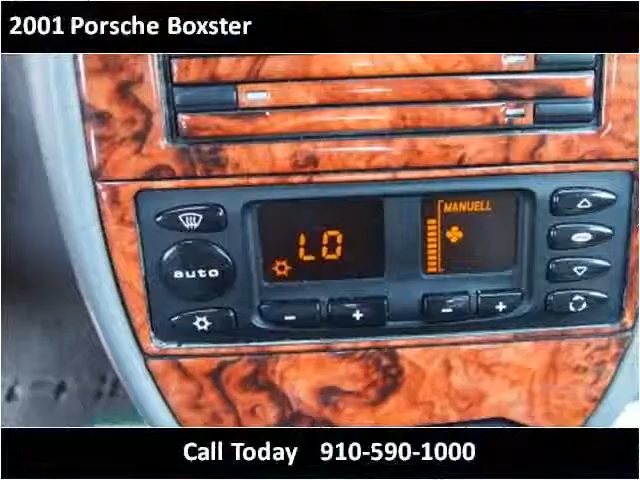 2001 Porsche Boxster
MANUELL
LO
auto
Call Today 910-590-1000